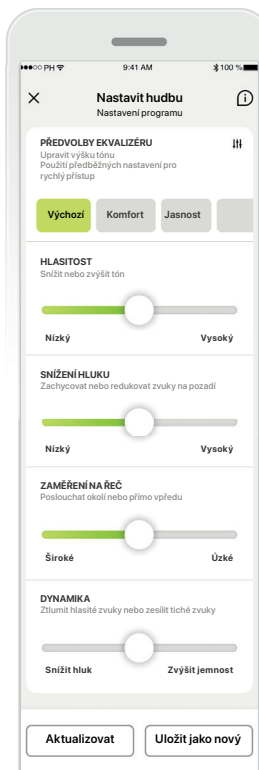 PH 9:41 AM 100 %
Nastavit hudbu
Nastavení programu
PŘEDVOLBY EKVALIZÉRU
Upravit výšku
tónu
Použití předběžných nastavení pro
rychlý přístup
Výchozí Komfort Jasnost
HLASITOST
Snížit nebo zvýšit tón
Nízký Vysoký
SNÍŽENÍ HLUKU
Zachycovat nebo redukovat zvuky na pozadí
Nízký Vysoký
ZAMĚŘENÍ NA ŘEČ
Poslouchat okolí nebo přímo vpředu
Široké Úzké
DYNAMIKA
Ztlumit hlasité zvuky nebo zesílit tiché zvuky
Snížit hluk Zvýšit jemnost
Aktualizovat Uložit jako nový